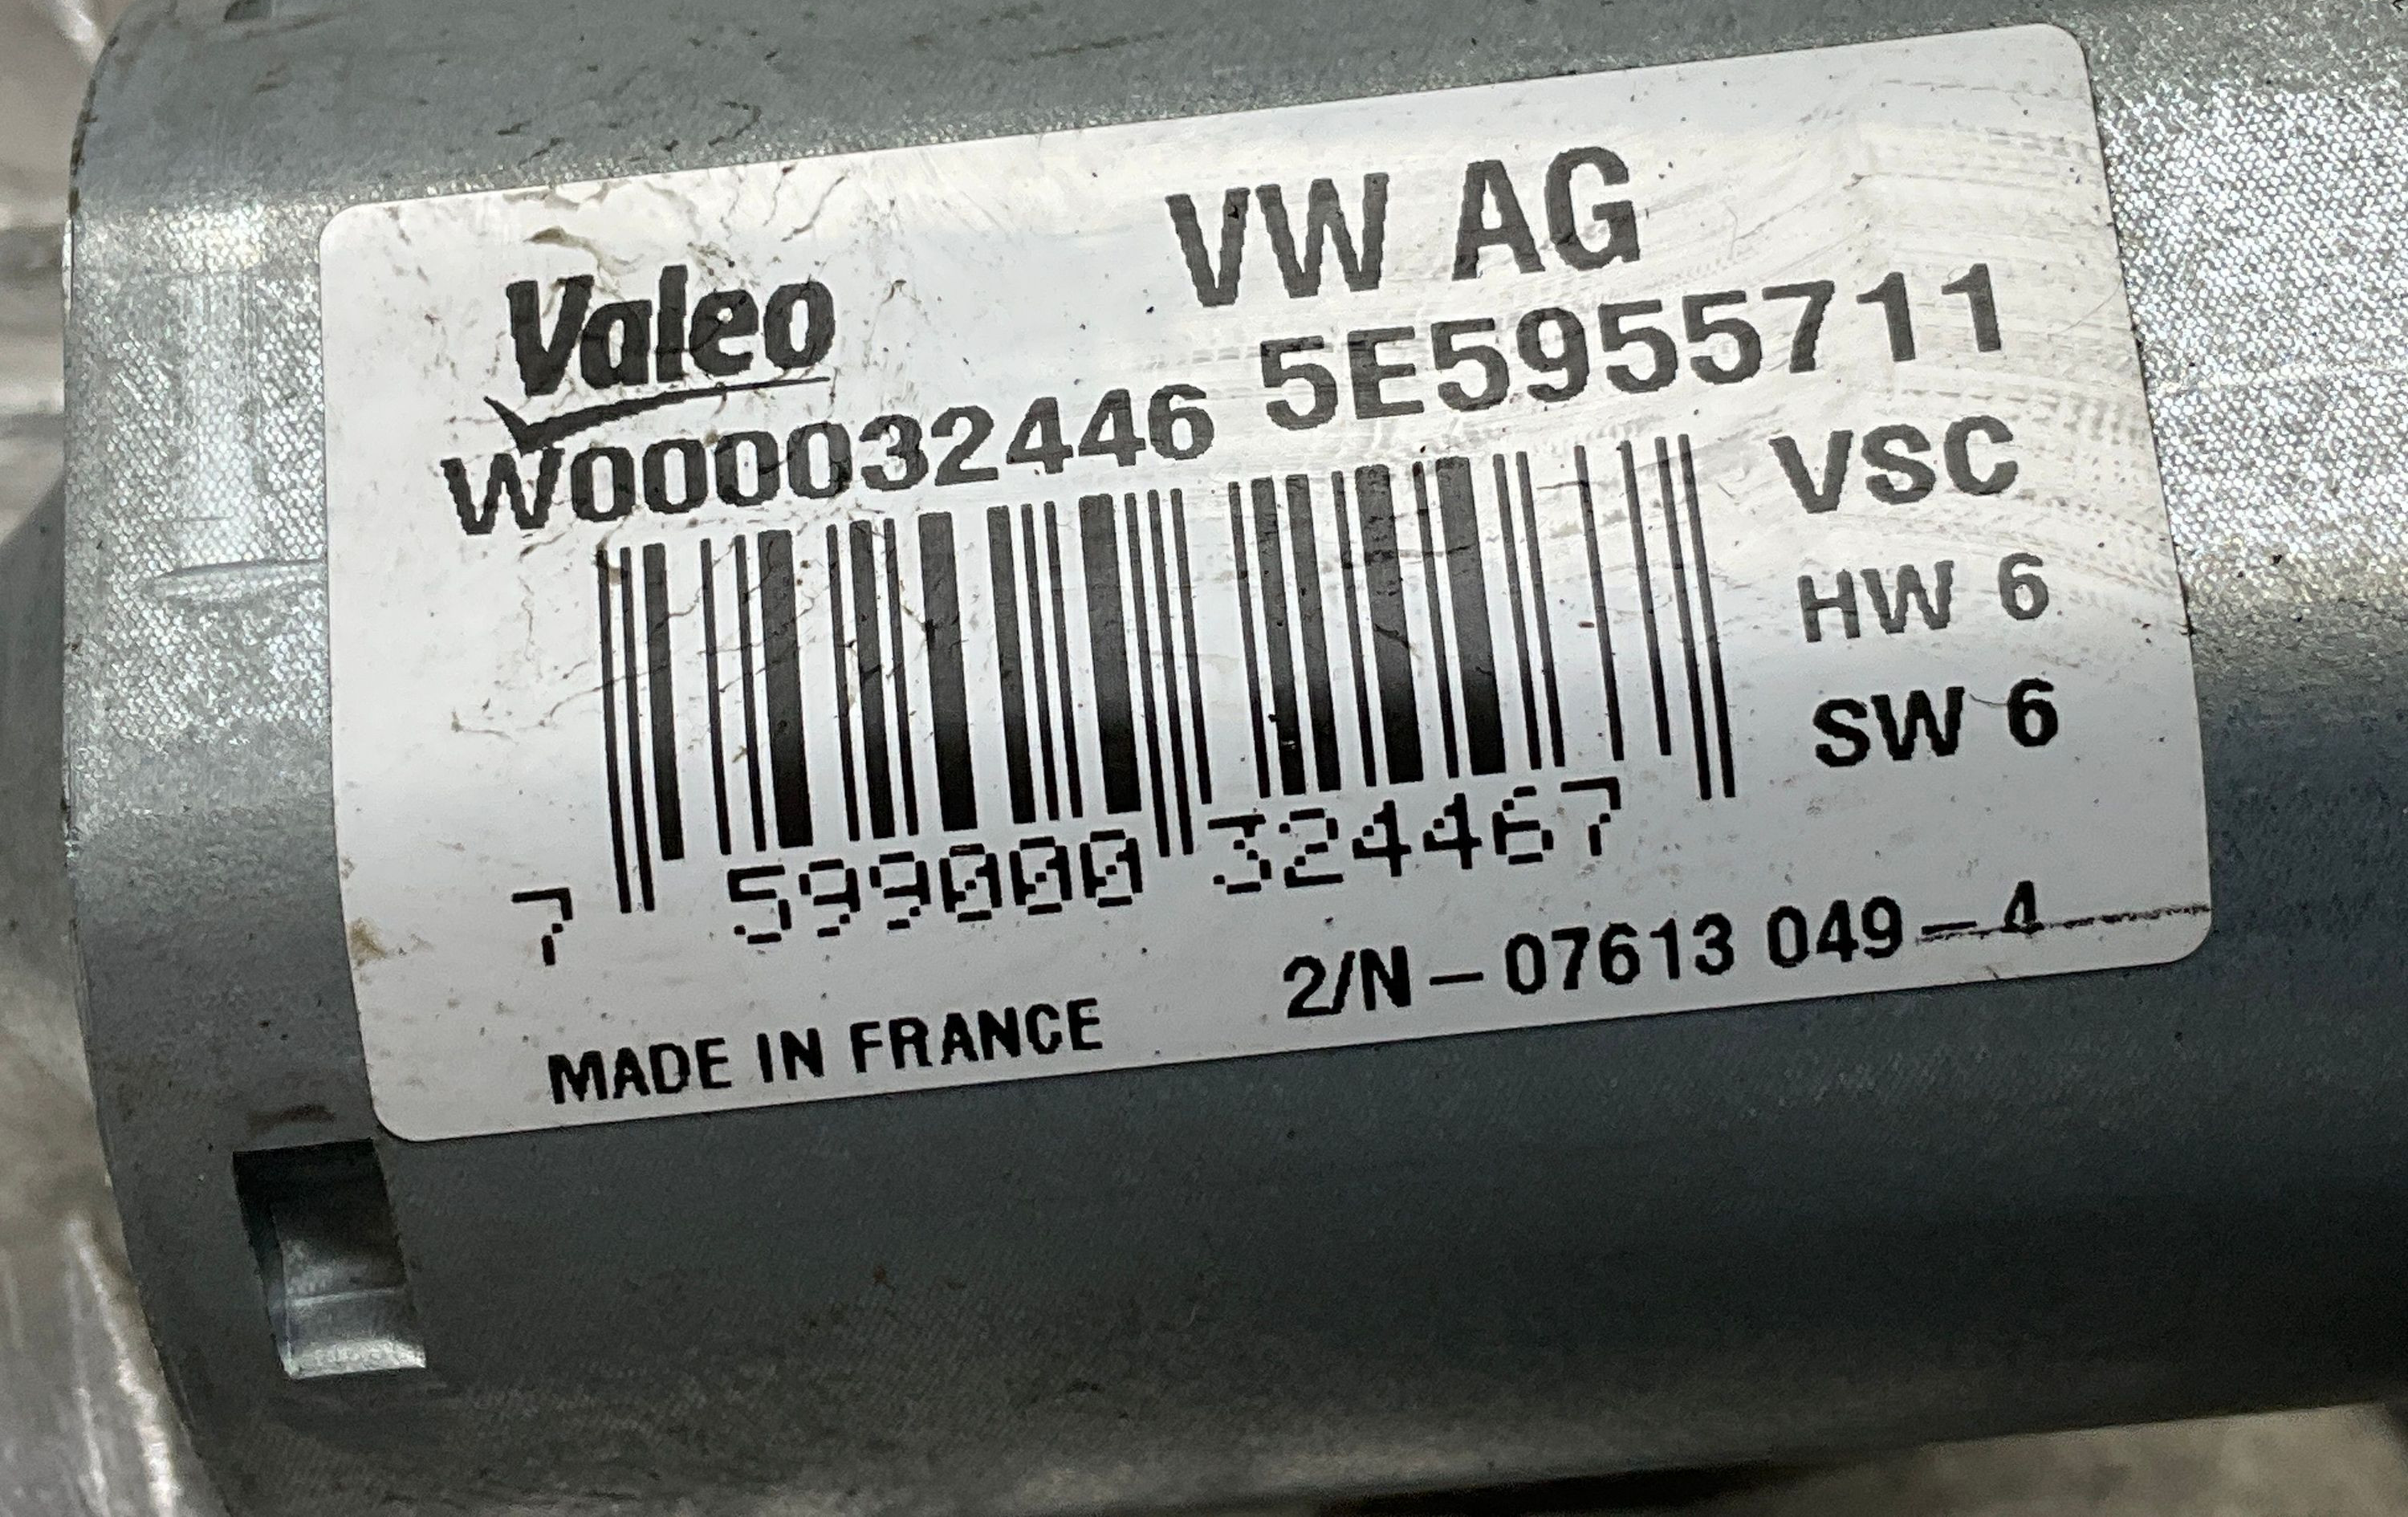 VW AG
Valeo
W000032446 5E5955711
VSC
HW 6
SW 6
7 599000 324467
2/N-07613 049-4
MADE IN FRANCE